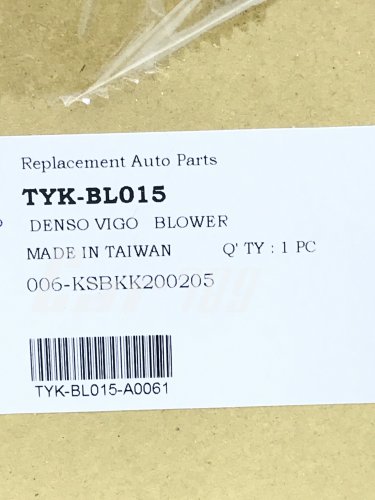 Replacement Auto Parts
TYK-BL015
DENSO VIGO BLOWER
MADE IN TAIWAN Q' TY : 1 PC
006-KSBKK200205
TYK-BL015-A0061